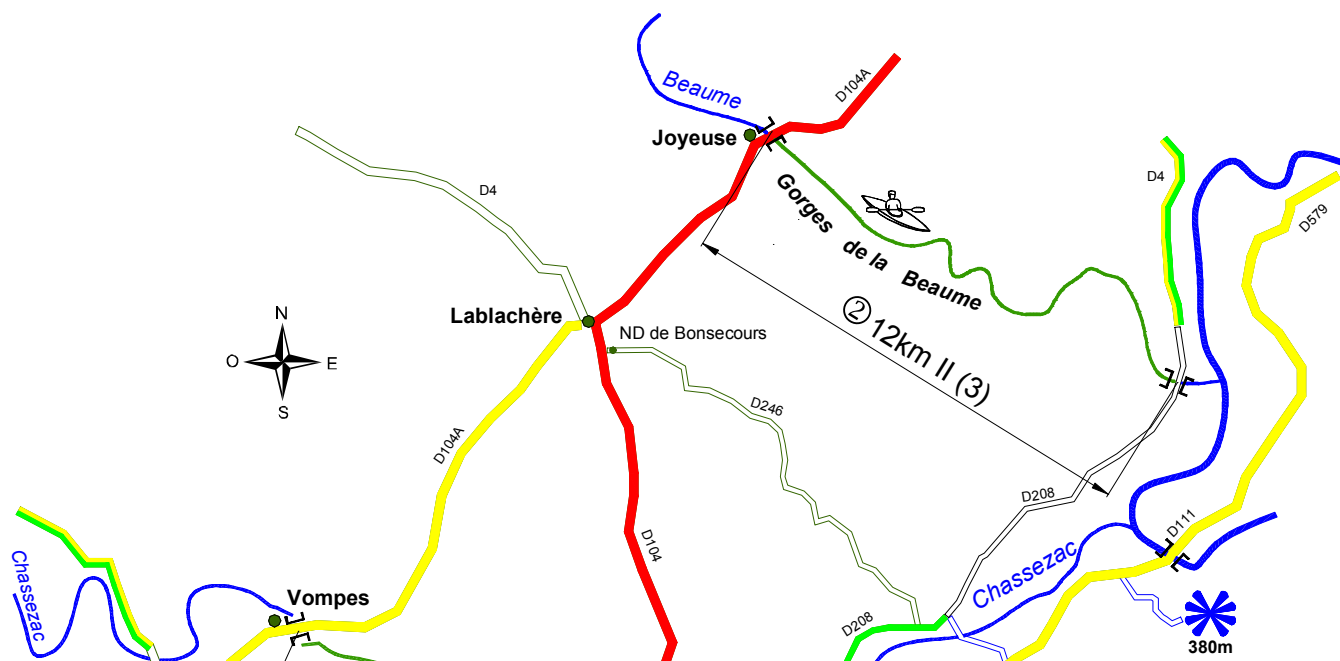 Beaume
D104A
Joyeuse
D4
D4
D579
Gorges de la Beaume
Lablachère
ND de Bonsecours
② 12km II (3)
N
O
E
S
D246
D104A
D208
D111
D104
Chassezac
Chassezac
Vompes
D208
380m